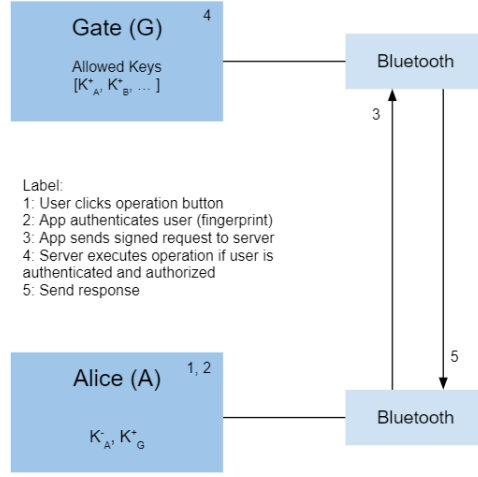 Gate (G)
4
Allowed Keys
[K⁺A, K⁺B, ... ]
Bluetooth
3
Label:
1: User clicks operation button
2: App authenticates user (fingerprint)
3: App sends signed request to server
4: Server executes operation if user is
authenticated and authorized
5: Send response
5
Alice (A)
1, 2
K⁻A, K⁺G
Bluetooth